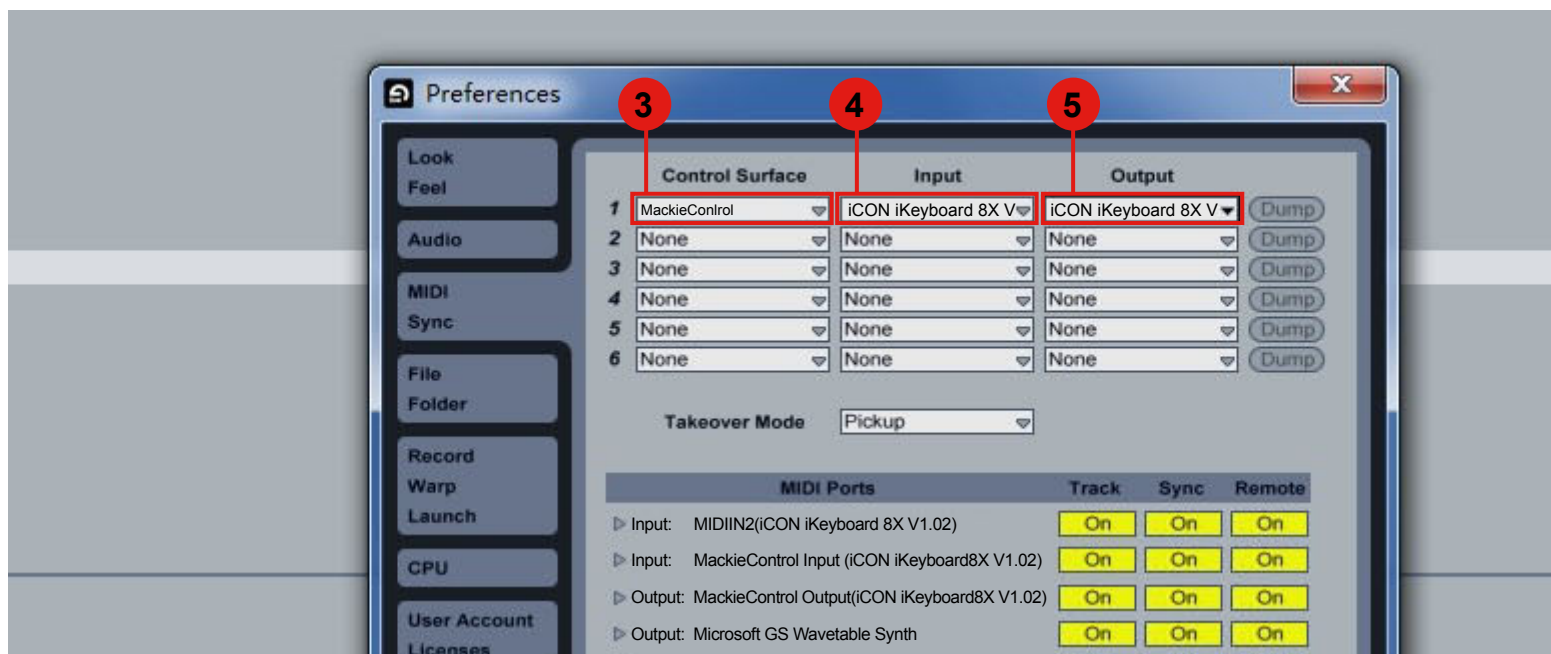 Preferences
3 4 5
Look
Feel
Audio
MIDI
Sync
File
Folder
Record
Warp
Launch
CPU
User Account
Licenses
Control Surface Input Output
1 MackieConlrol iCON iKeyboard 8X V iCON iKeyboard 8X V Dump
2 None None None Dump
3 None None None Dump
4 None None None Dump
5 None None None Dump
6 None None None Dump
Takeover Mode Pickup
MIDI Ports Track Sync Remote
Input: MIDIIN2(iCON iKeyboard 8X V1.02) On On On
Input: MackieControl Input (iCON iKeyboard8X V1.02) On On On
Output: MackieControl Output(iCON iKeyboard8X V1.02) On On On
Output: Microsoft GS Wavetable Synth On On On